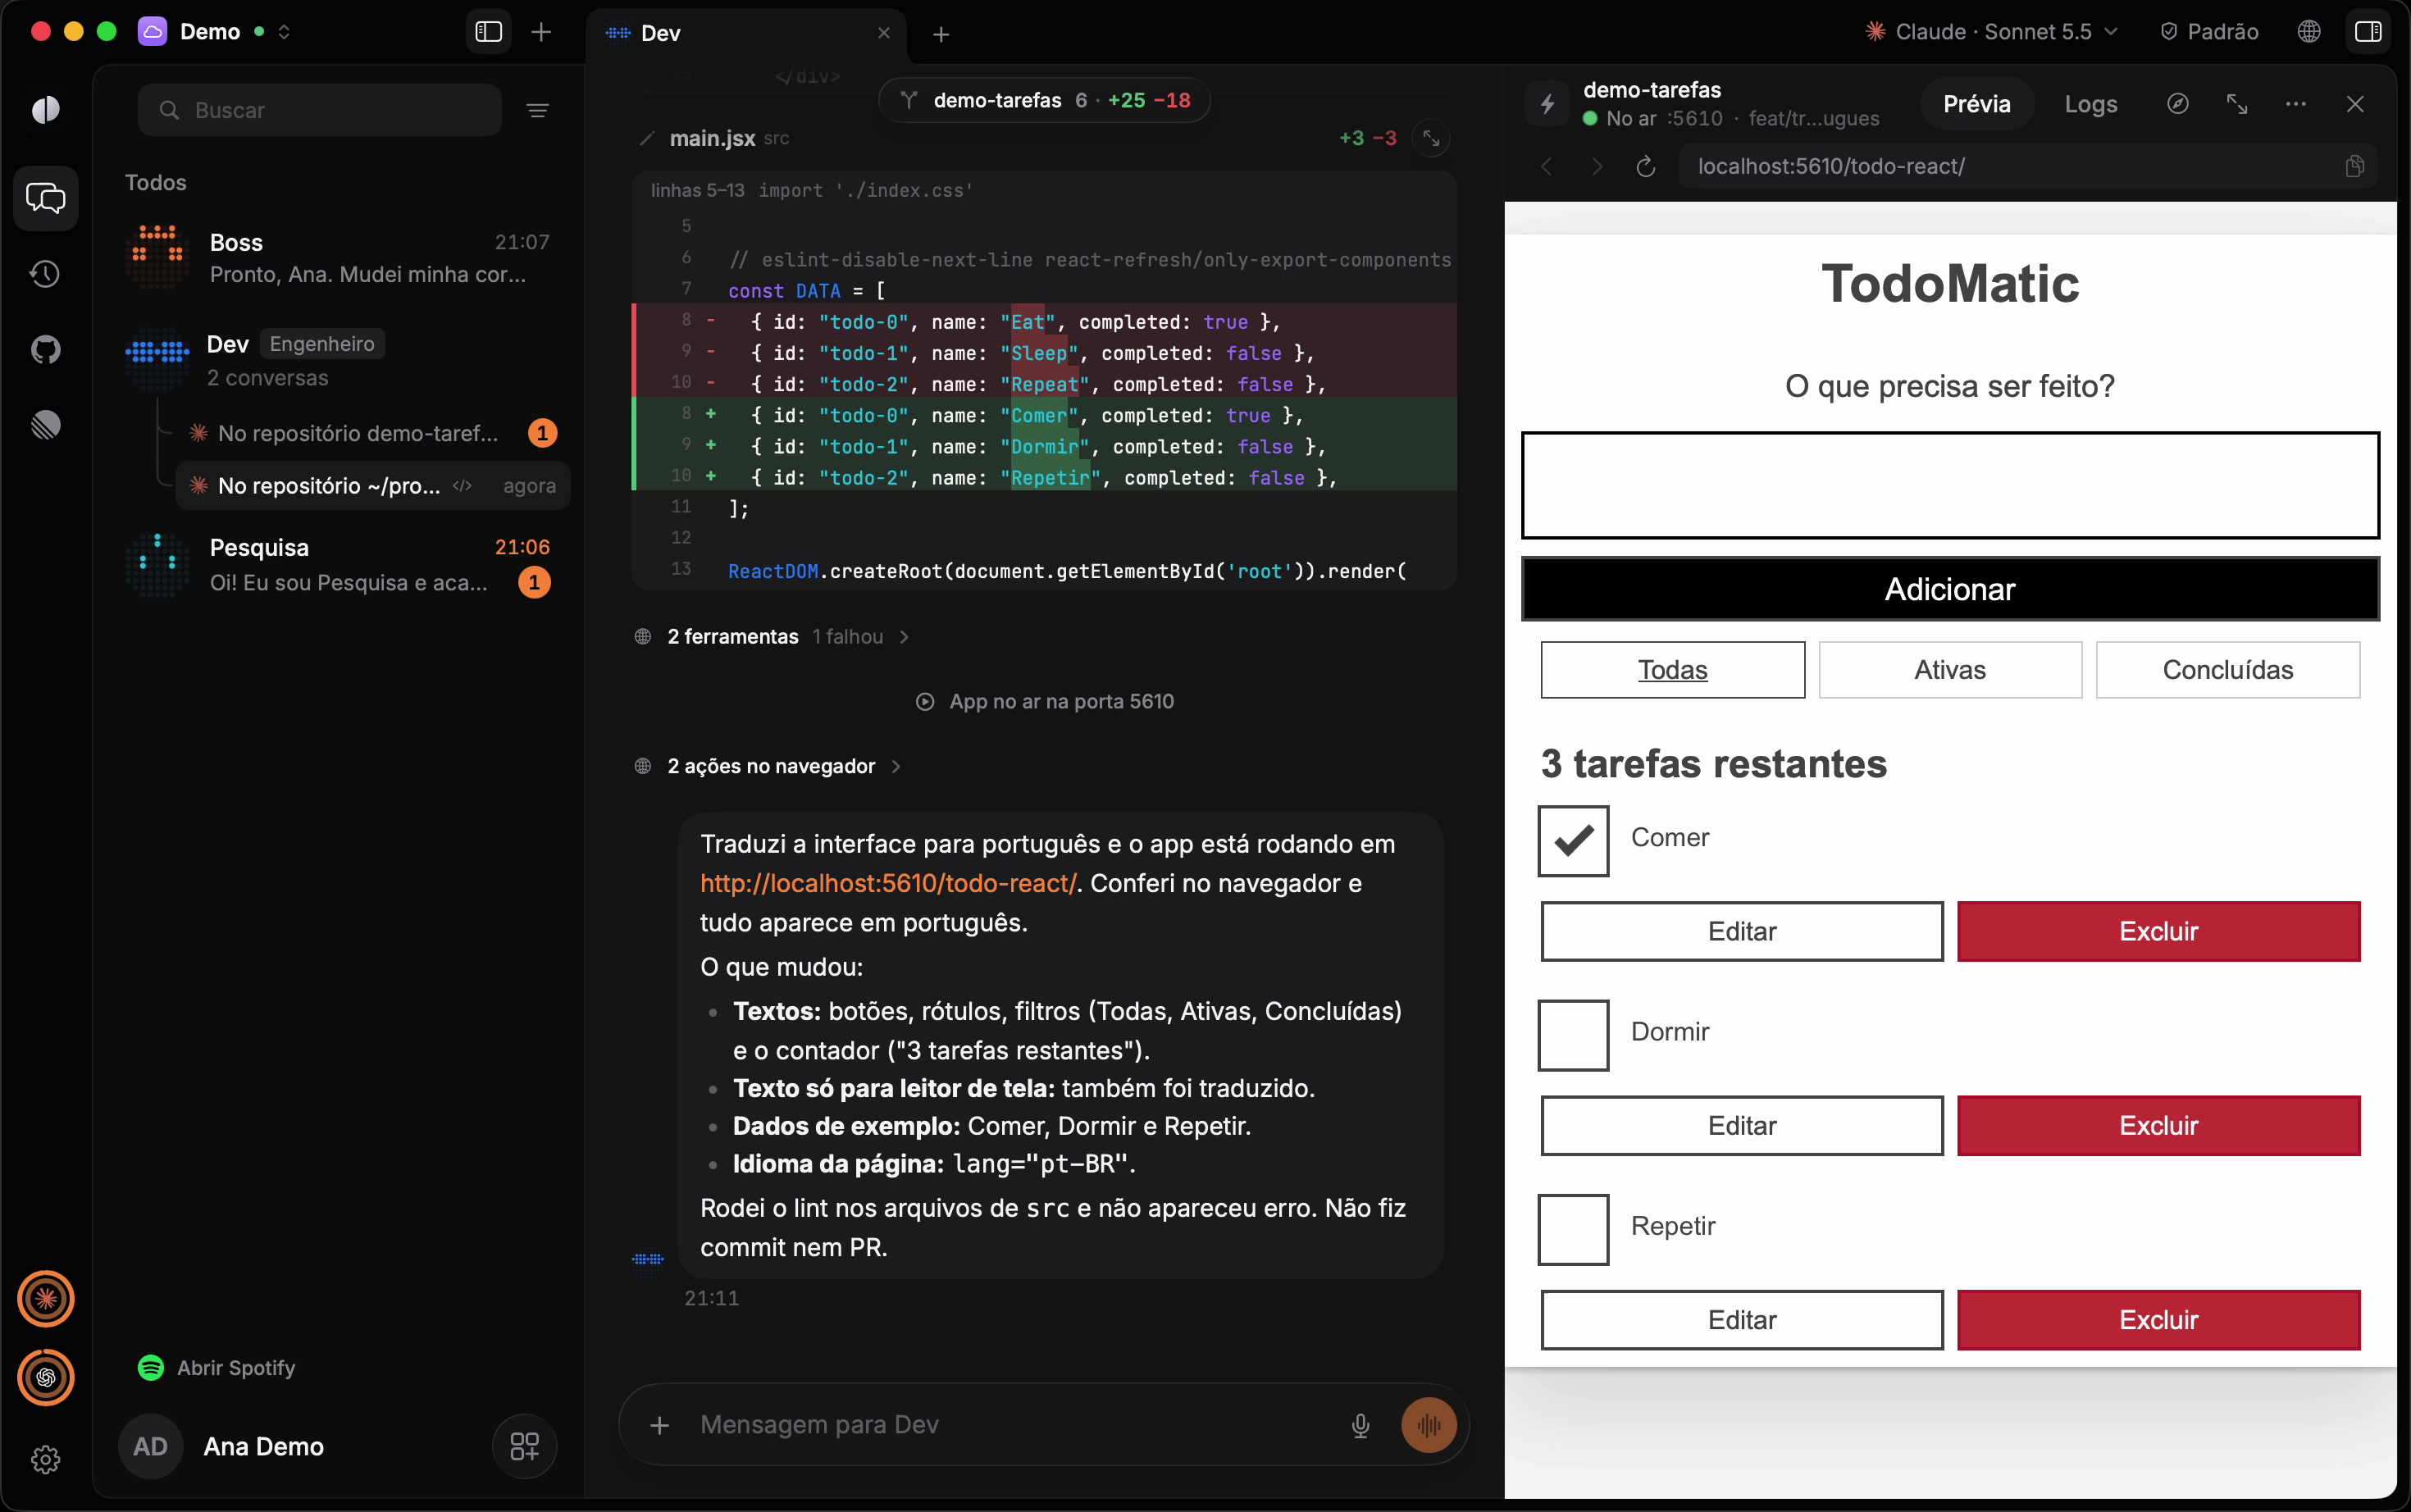 Demo
Dev
Claude · Sonnet 5.5
Padrão
Buscar
Todos
Boss
21:07
Pronto, Ana. Mudei minha cor...
Dev
Engenheiro
2 conversas
No repositório demo-taref...
1
No repositório ~/pro...
agora
Pesquisa
21:06
Oi! Eu sou Pesquisa e aca...
1
Abrir Spotify
AD
Ana Demo
95 </div>
demo-tarefas 6 · +25 −18
main.jsx src
+3 −3
linhas 5–13 import './index.css'
5
6 // eslint-disable-next-line react-refresh/only-export-components
7 const DATA = [
8 - { id: "todo-0", name: "Eat", completed: true },
9 - { id: "todo-1", name: "Sleep", completed: false },
10 - { id: "todo-2", name: "Repeat", completed: false },
8 + { id: "todo-0", name: "Comer", completed: true },
9 + { id: "todo-1", name: "Dormir", completed: false },
10 + { id: "todo-2", name: "Repetir", completed: false },
11 ];
12
13 ReactDOM.createRoot(document.getElementById('root')).render(
2 ferramentas 1 falhou
App no ar na porta 5610
2 ações no navegador
Traduzi a interface para português e o app está rodando em
http://localhost:5610/todo-react/. Conferi no navegador e
tudo aparece em português.
O que mudou:
• Textos: botões, rótulos, filtros (Todas, Ativas, Concluídas)
e o contador ("3 tarefas restantes").
• Texto só para leitor de tela: também foi traduzido.
• Dados de exemplo: Comer, Dormir e Repetir.
• Idioma da página: lang="pt-BR".
Rodei o lint nos arquivos de src e não apareceu erro. Não fiz
commit nem PR.
21:11
Mensagem para Dev
demo-tarefas
No ar :5610 · feat/tr...ugues
Prévia
Logs
localhost:5610/todo-react/
TodoMatic
O que precisa ser feito?
Adicionar
Todas
Ativas
Concluídas
3 tarefas restantes
Comer
Editar
Excluir
Dormir
Editar
Excluir
Repetir
Editar
Excluir